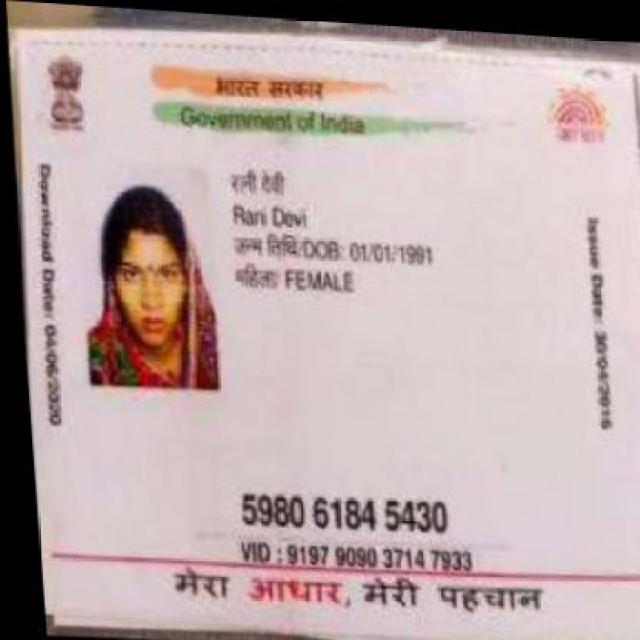 भारत सरकार
Government of India
आधार
रानी देवी
Rani Devi
जन्म तिथि/DOB: 01/01/1991
महिला/ FEMALE
Download Date: 04/06/2020
Issue Date: 30/04/2016
5980 6184 5430
VID : 9197 9090 3714 7933
मेरा आधार, मेरी पहचान